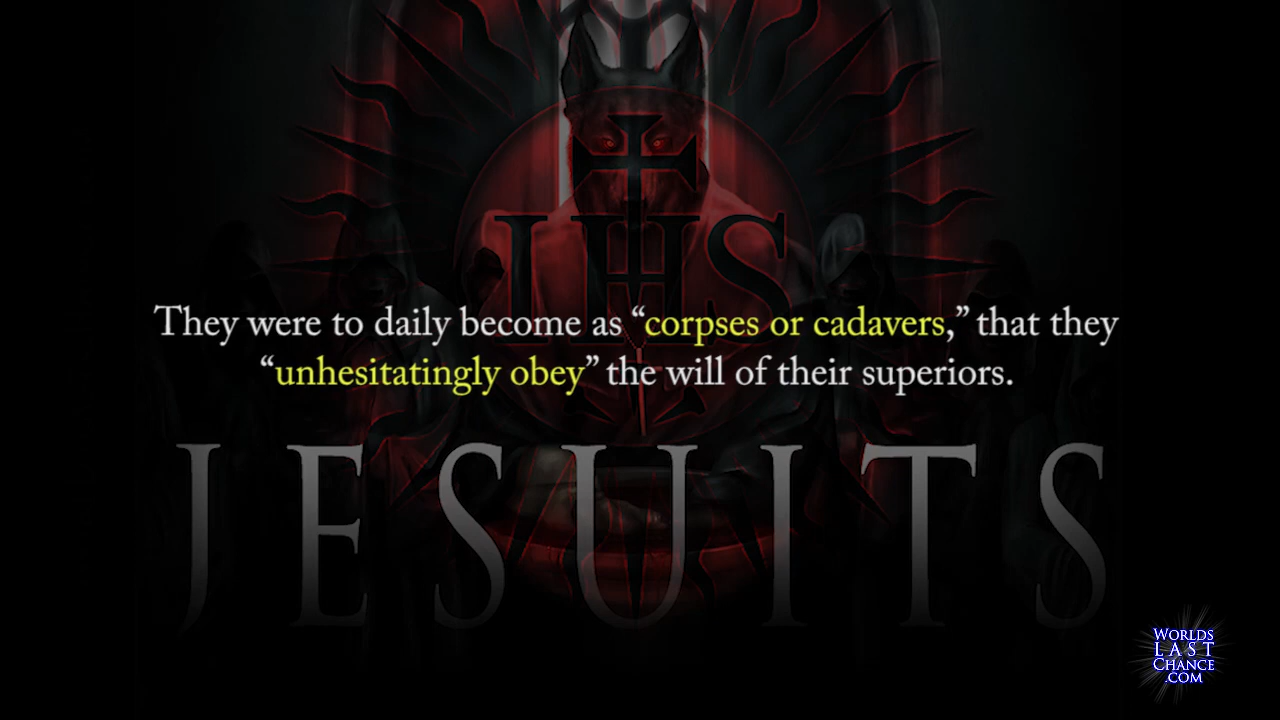 IHS
They were to daily become as “corpses or cadavers,” that they
“unhesitatingly obey” the will of their superiors.
JESUITS
WORLDS
LAST
CHANCE
.COM